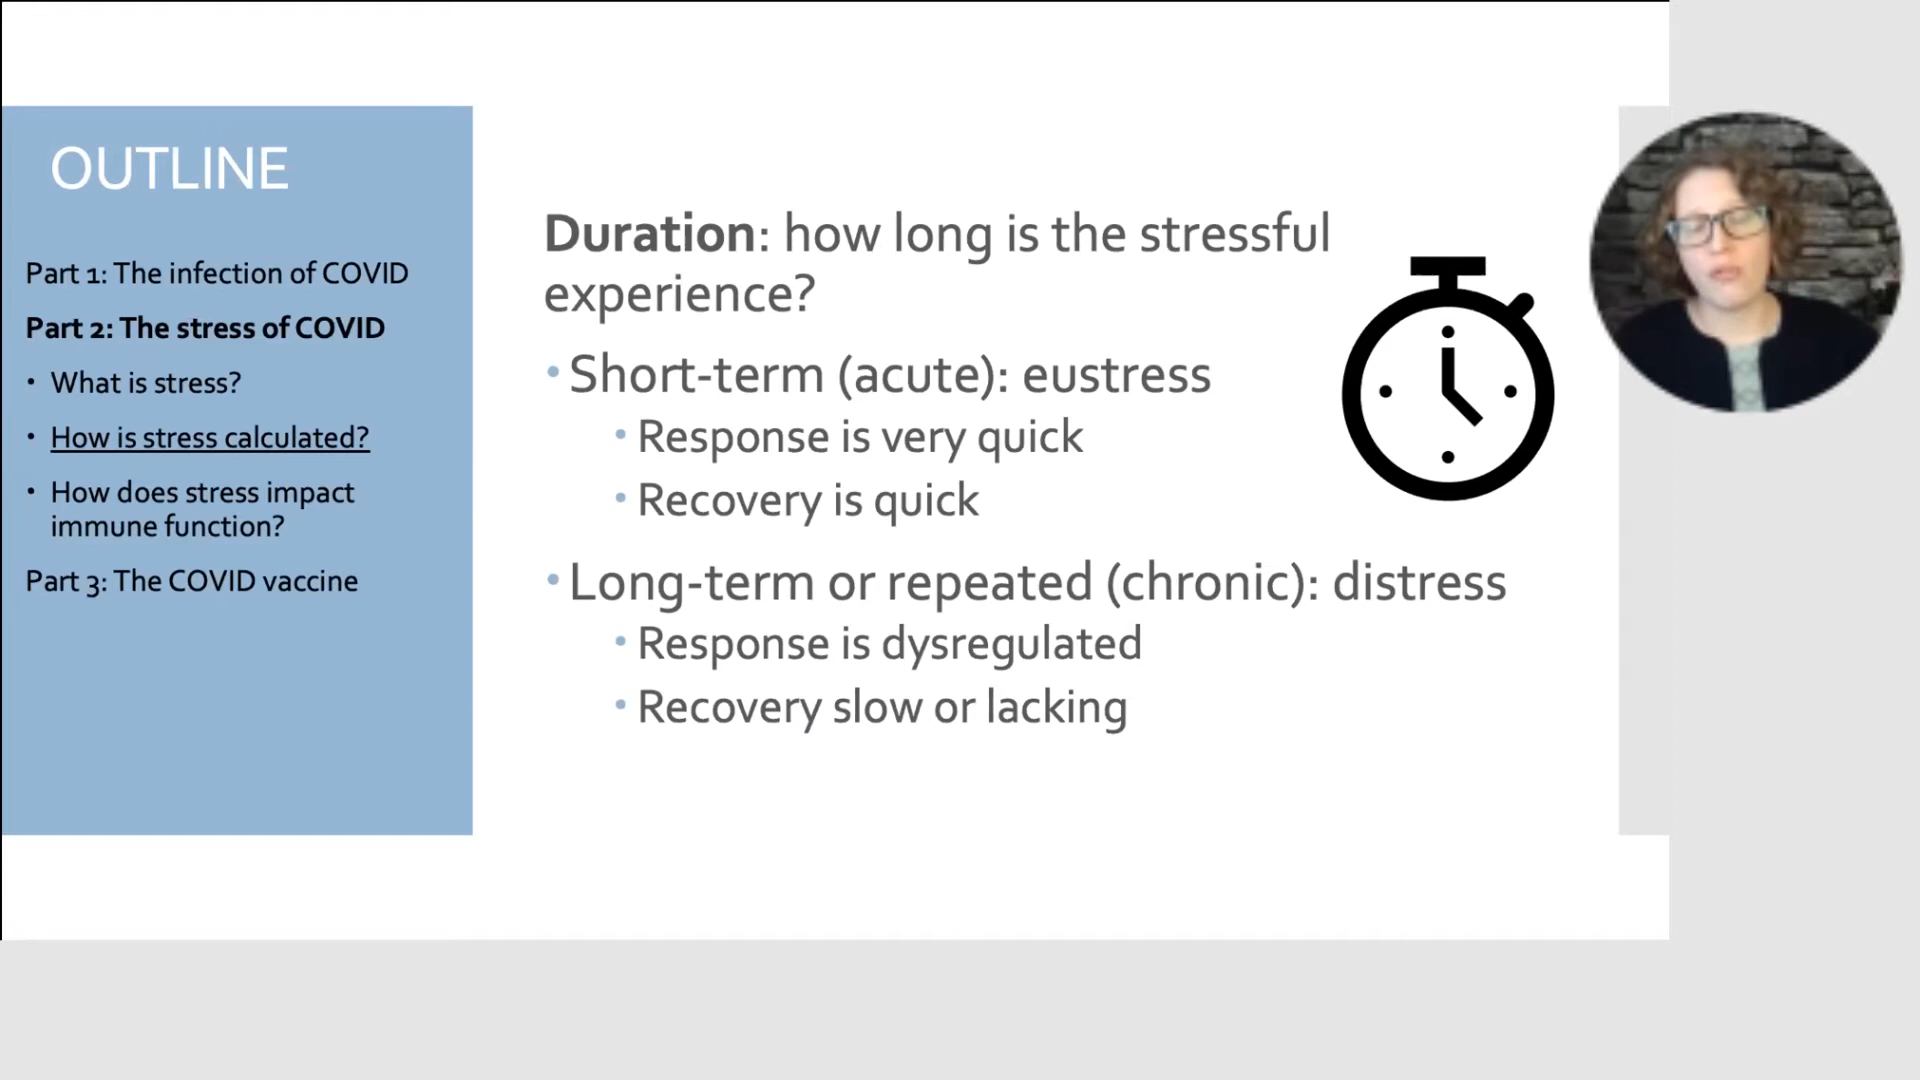 OUTLINE
Part 1: The infection of COVID
Part 2: The stress of COVID
• What is stress?
• How is stress calculated?
• How does stress impact
immune function?
Part 3: The COVID vaccine
Duration: how long is the stressful
experience?
• Short-term (acute): eustress
• Response is very quick
• Recovery is quick
• Long-term or repeated (chronic): distress
• Response is dysregulated
• Recovery slow or lacking